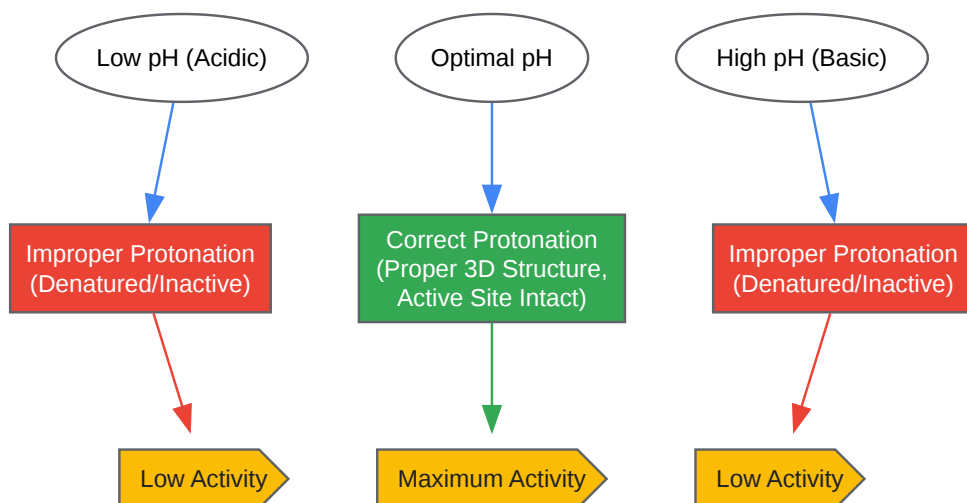 Low pH (Acidic)
Optimal pH
High pH (Basic)
Improper Protonation
(Denatured/Inactive)
Correct Protonation
(Proper 3D Structure,
Active Site Intact)
Improper Protonation
(Denatured/Inactive)
Low Activity
Maximum Activity
Low Activity